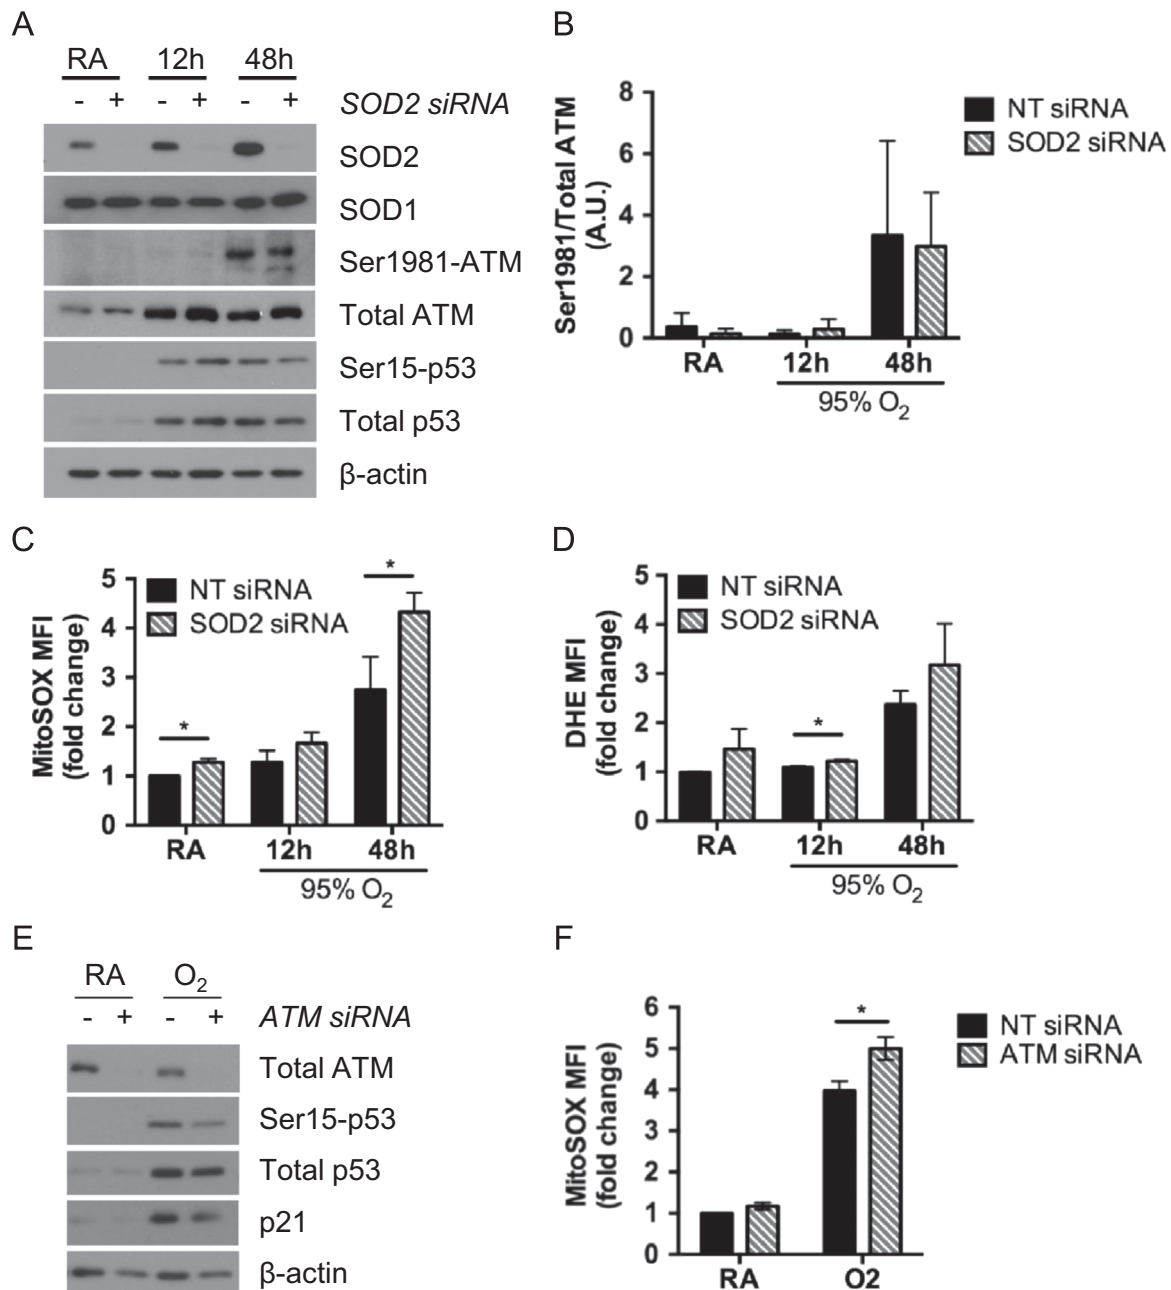 A
RA 12h 48h
- + - + - + SOD2 siRNA
SOD2
SOD1
Ser1981-ATM
Total ATM
Ser15-p53
Total p53
β-actin
B
Ser1981/Total ATM
(A.U.)
8
6
4
2
0
RA 12h 48h
95% O2
NT siRNA
SOD2 siRNA
C
MitoSOX MFI
(fold change)
5
4
3
2
1
0
NT siRNA
SOD2 siRNA
*
*
RA 12h 48h
95% O2
D
DHE MFI
(fold change)
5
4
3
2
1
0
NT siRNA
SOD2 siRNA
*
RA 12h 48h
95% O2
E
RA O2
- + - + ATM siRNA
Total ATM
Ser15-p53
Total p53
p21
β-actin
F
MitoSOX MFI
(fold change)
6
5
4
3
2
1
0
*
RA O2
NT siRNA
ATM siRNA